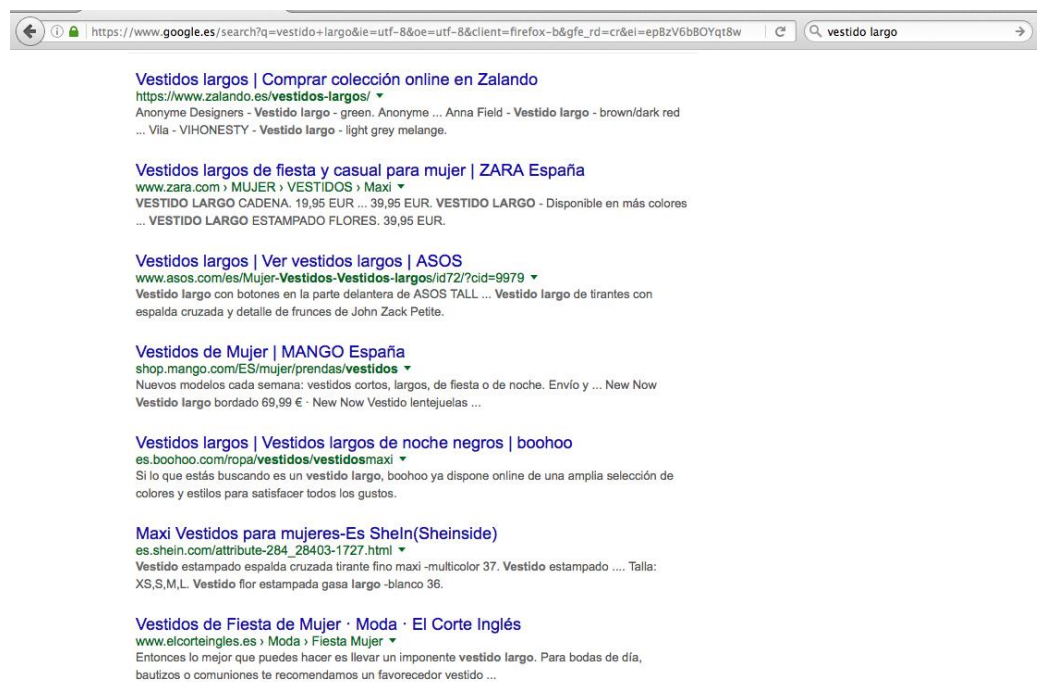 https://www.google.es/search?q=vestido+largo&ie=utf-8&oe=utf-8&client=firefox-b&gfe_rd=cr&ei=epBzV6bBOYqt8w
vestido largo
Vestidos largos | Comprar colección online en Zalando
https://www.zalando.es/vestidos-largos/
Anonyme Designers - Vestido largo - green. Anonyme ... Anna Field - Vestido largo - brown/dark red
... Vila - VIHONESTY - Vestido largo - light grey melange.
Vestidos largos de fiesta y casual para mujer | ZARA España
www.zara.com › MUJER › VESTIDOS › Maxi
VESTIDO LARGO CADENA. 19,95 EUR ... 39,95 EUR. VESTIDO LARGO - Disponible en más colores
... VESTIDO LARGO ESTAMPADO FLORES. 39,95 EUR.
Vestidos largos | Ver vestidos largos | ASOS
www.asos.com/es/Mujer-Vestidos-Vestidos-largos/id72/?cid=9979
Vestido largo con botones en la parte delantera de ASOS TALL ... Vestido largo de tirantes con
espalda cruzada y detalle de frunces de John Zack Petite.
Vestidos de Mujer | MANGO España
shop.mango.com/ES/mujer/prendas/vestidos
Nuevos modelos cada semana: vestidos cortos, largos, de fiesta o de noche. Envío y ... New Now
Vestido largo bordado 69,99 € · New Now Vestido lentejuelas ...
Vestidos largos | Vestidos largos de noche negros | boohoo
es.boohoo.com/ropa/vestidos/vestidosmaxi
Si lo que estás buscando es un vestido largo, boohoo ya dispone online de una amplia selección de
colores y estilos para satisfacer todos los gustos.
Maxi Vestidos para mujeres-Es SheIn(Sheinside)
es.shein.com/attribute-284_28403-1727.html
Vestido estampado espalda cruzada tirante fino maxi -multicolor 37. Vestido estampado .... Talla:
XS,S,M,L. Vestido flor estampada gasa largo -blanco 36.
Vestidos de Fiesta de Mujer · Moda · El Corte Inglés
www.elcorteingles.es › Moda › Fiesta Mujer
Entonces lo mejor que puedes hacer es llevar un imponente vestido largo. Para bodas de día,
bautizos o comuniones te recomendamos un favorecedor vestido ...